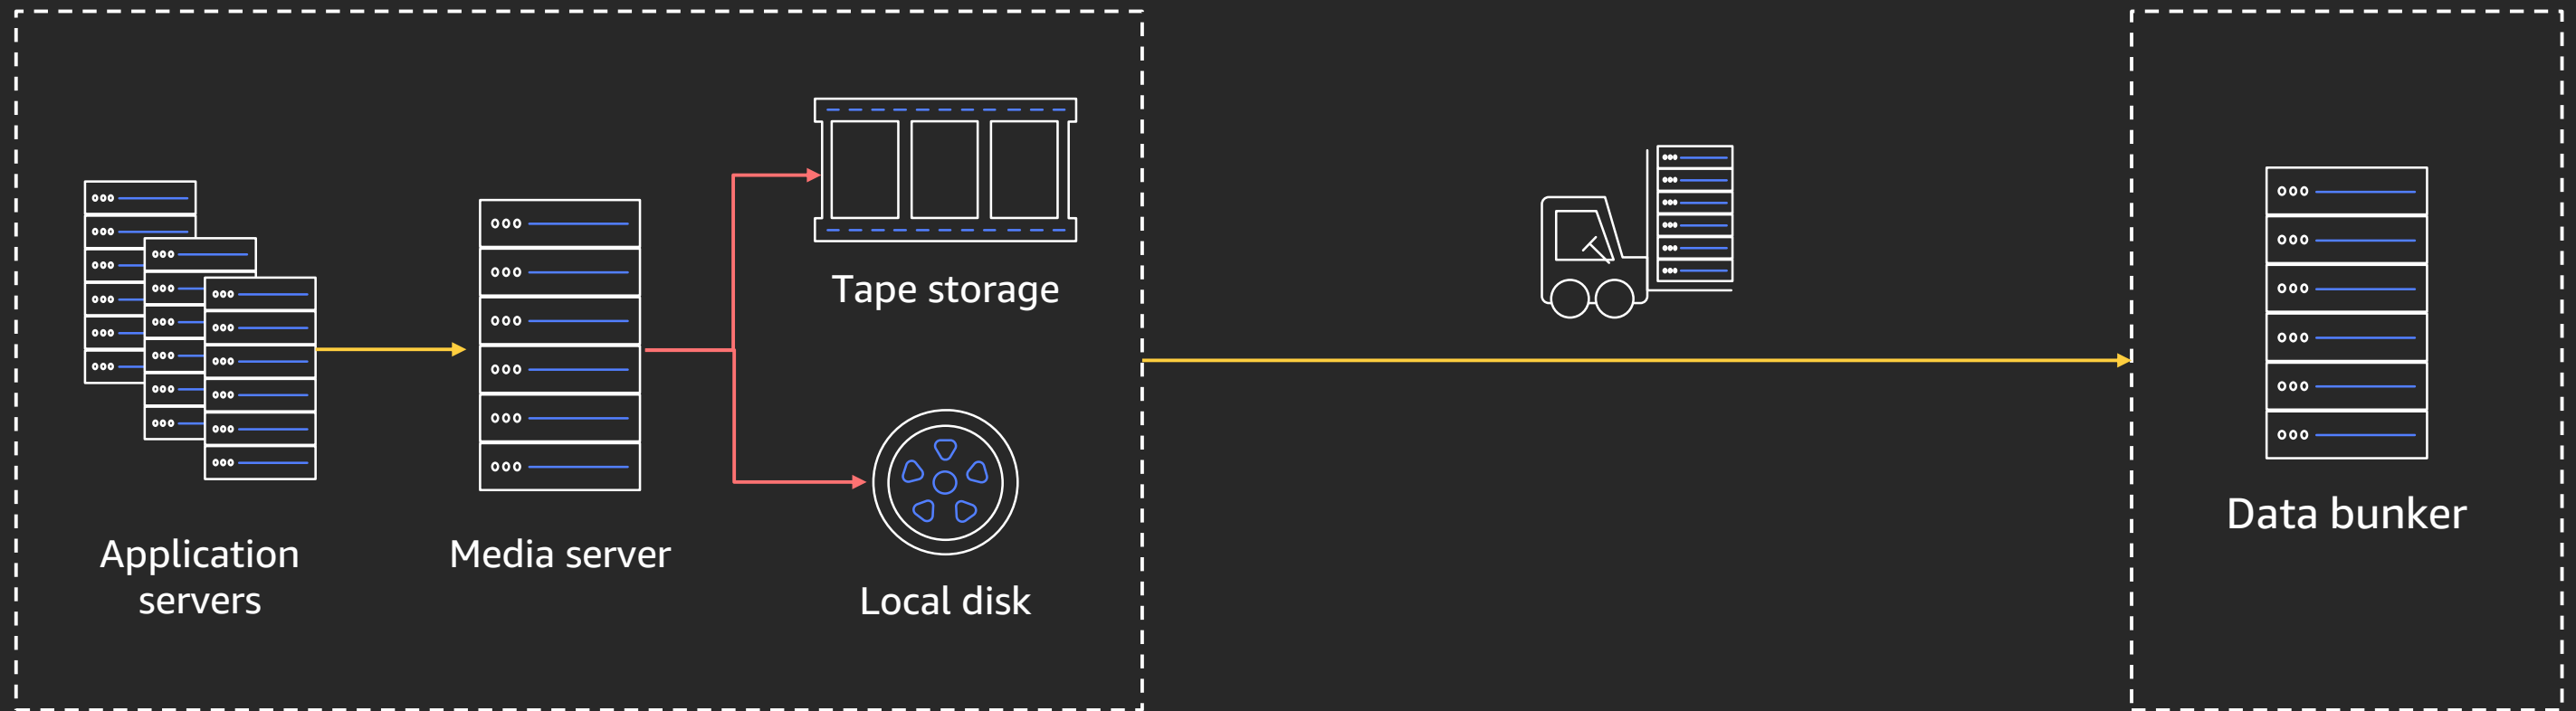 Application
servers
Media server
Tape storage
Local disk
Data bunker